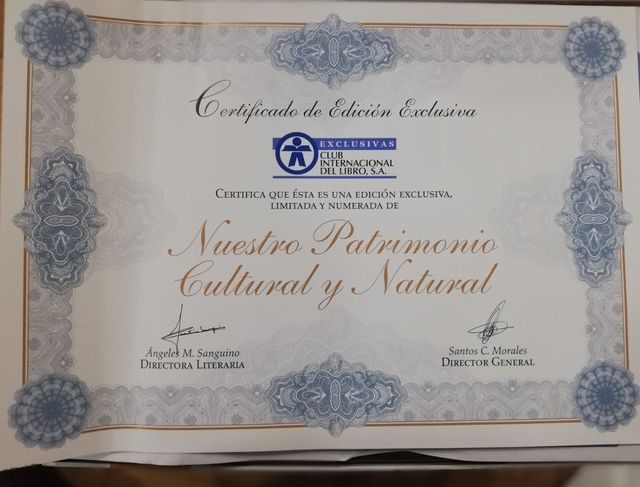 Certificado de Edición Exclusiva
EXCLUSIVAS
CLUB
INTERNACIONAL
DEL LIBRO, S.A.
CERTIFICA QUE ÉSTA ES UNA EDICIÓN EXCLUSIVA,
LIMITADA Y NUMERADA DE
Nuestro Patrimonio
Cultural y Natural
Ángeles M. Sanguino
DIRECTORA LITERARIA
Santos C. Morales
DIRECTOR GENERAL